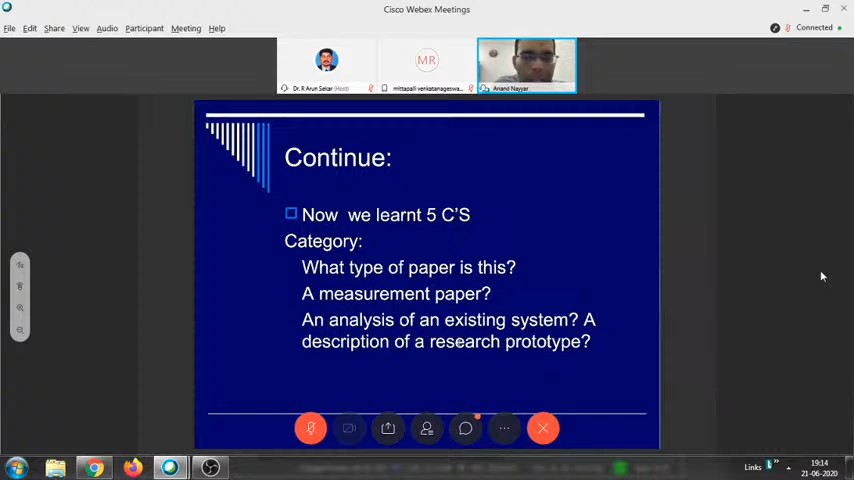 Cisco Webex Meetings
File Edit Share View Audio Participant Meeting Help
Connected
MR
Dr. R Arun Sekar (Host)
mittapalli venkatanageswa...
Anand Nayyar
Continue:
Now we learnt 5 C'S
Category:
What type of paper is this?
A measurement paper?
An analysis of an existing system? A
description of a research prototype?
Links
19:14
21-06-2020